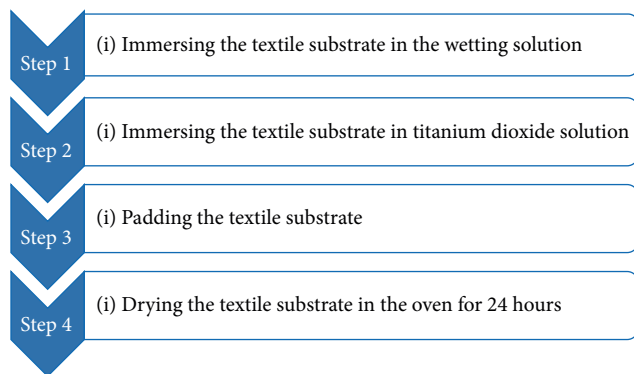 Step 1
(i) Immersing the textile substrate in the wetting solution
Step 2
(i) Immersing the textile substrate in titanium dioxide solution
Step 3
(i) Padding the textile substrate
Step 4
(i) Drying the textile substrate in the oven for 24 hours